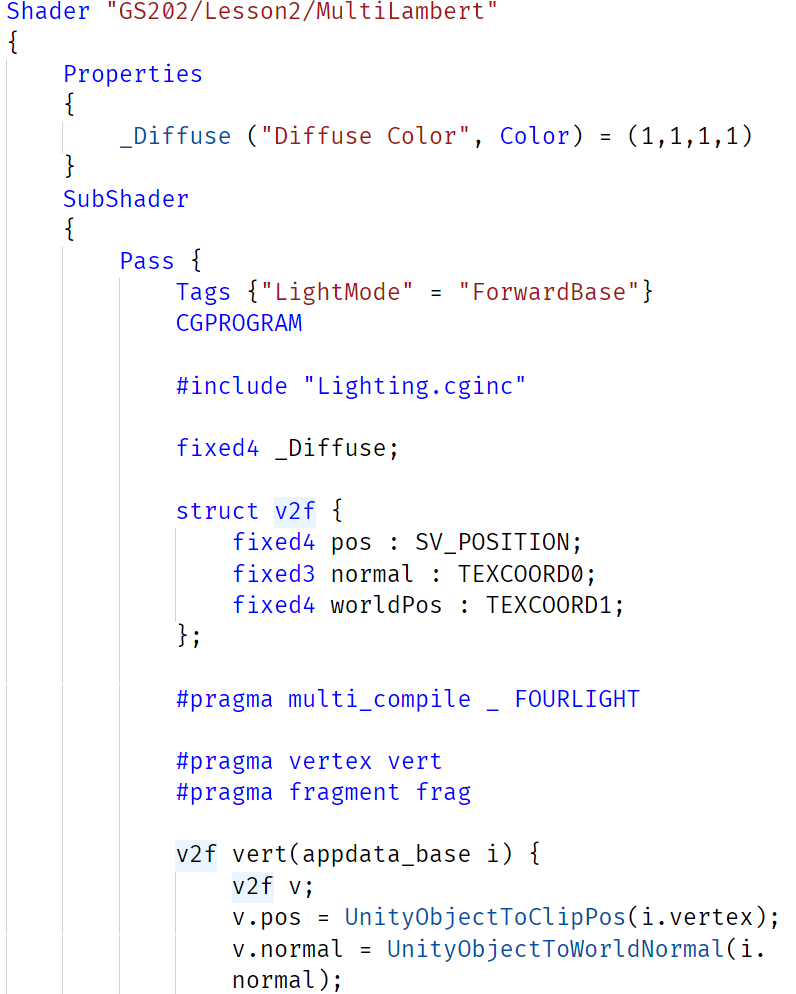 Shader "GS202/Lesson2/MultiLambert"
{
    Properties
    {
        _Diffuse ("Diffuse Color", Color) = (1,1,1,1)
    }
    SubShader
    {
        Pass {
            Tags {"LightMode" = "ForwardBase"}
            CGPROGRAM

            #include "Lighting.cginc"

            fixed4 _Diffuse;

            struct v2f {
                fixed4 pos : SV_POSITION;
                fixed3 normal : TEXCOORD0;
                fixed4 worldPos : TEXCOORD1;
            };

            #pragma multi_compile _ FOURLIGHT

            #pragma vertex vert
            #pragma fragment frag

            v2f vert(appdata_base i) {
                v2f v;
                v.pos = UnityObjectToClipPos(i.vertex);
                v.normal = UnityObjectToWorldNormal(i.
                normal);